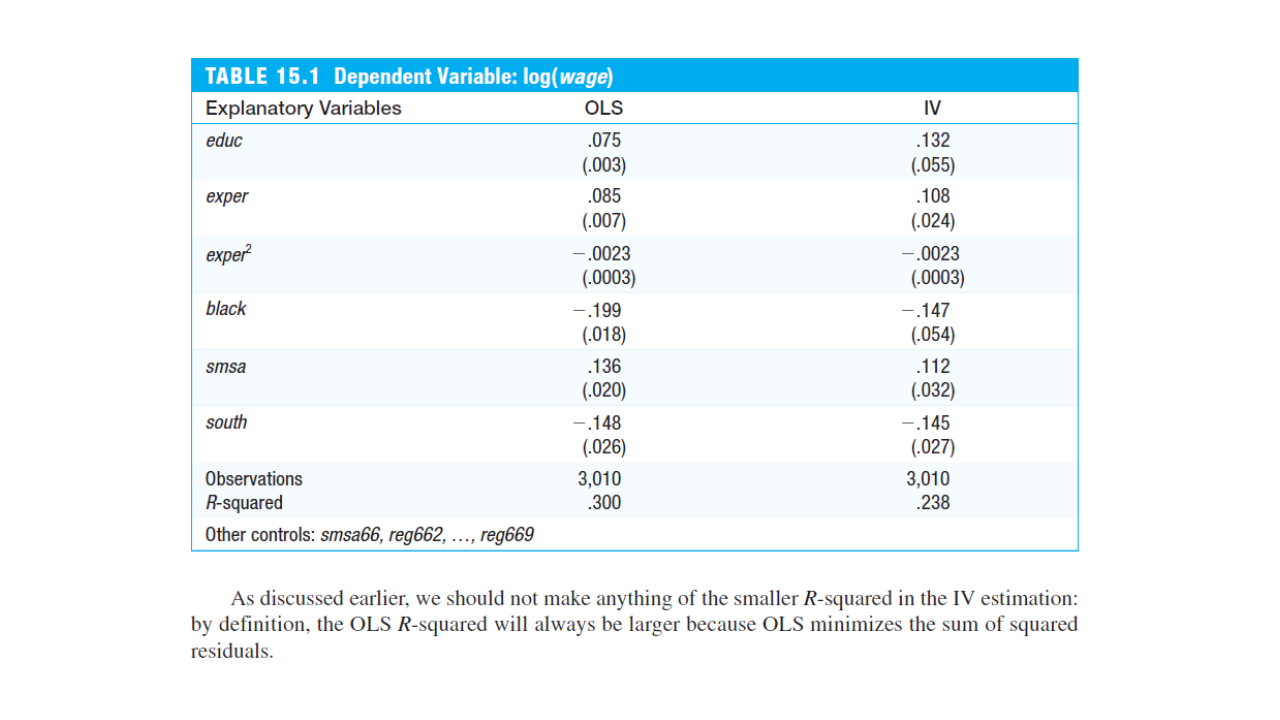 TABLE 15.1 Dependent Variable: log(wage)
Explanatory Variables OLS IV
educ .075 .132
(.003) (.055)
exper .085 .108
(.007) (.024)
exper² −.0023 −.0023
(.0003) (.0003)
black −.199 −.147
(.018) (.054)
smsa .136 .112
(.020) (.032)
south −.148 −.145
(.026) (.027)
Observations 3,010 3,010
R-squared .300 .238
Other controls: smsa66, reg662, …, reg669
As discussed earlier, we should not make anything of the smaller R-squared in the IV estimation:
by definition, the OLS R-squared will always be larger because OLS minimizes the sum of squared
residuals.